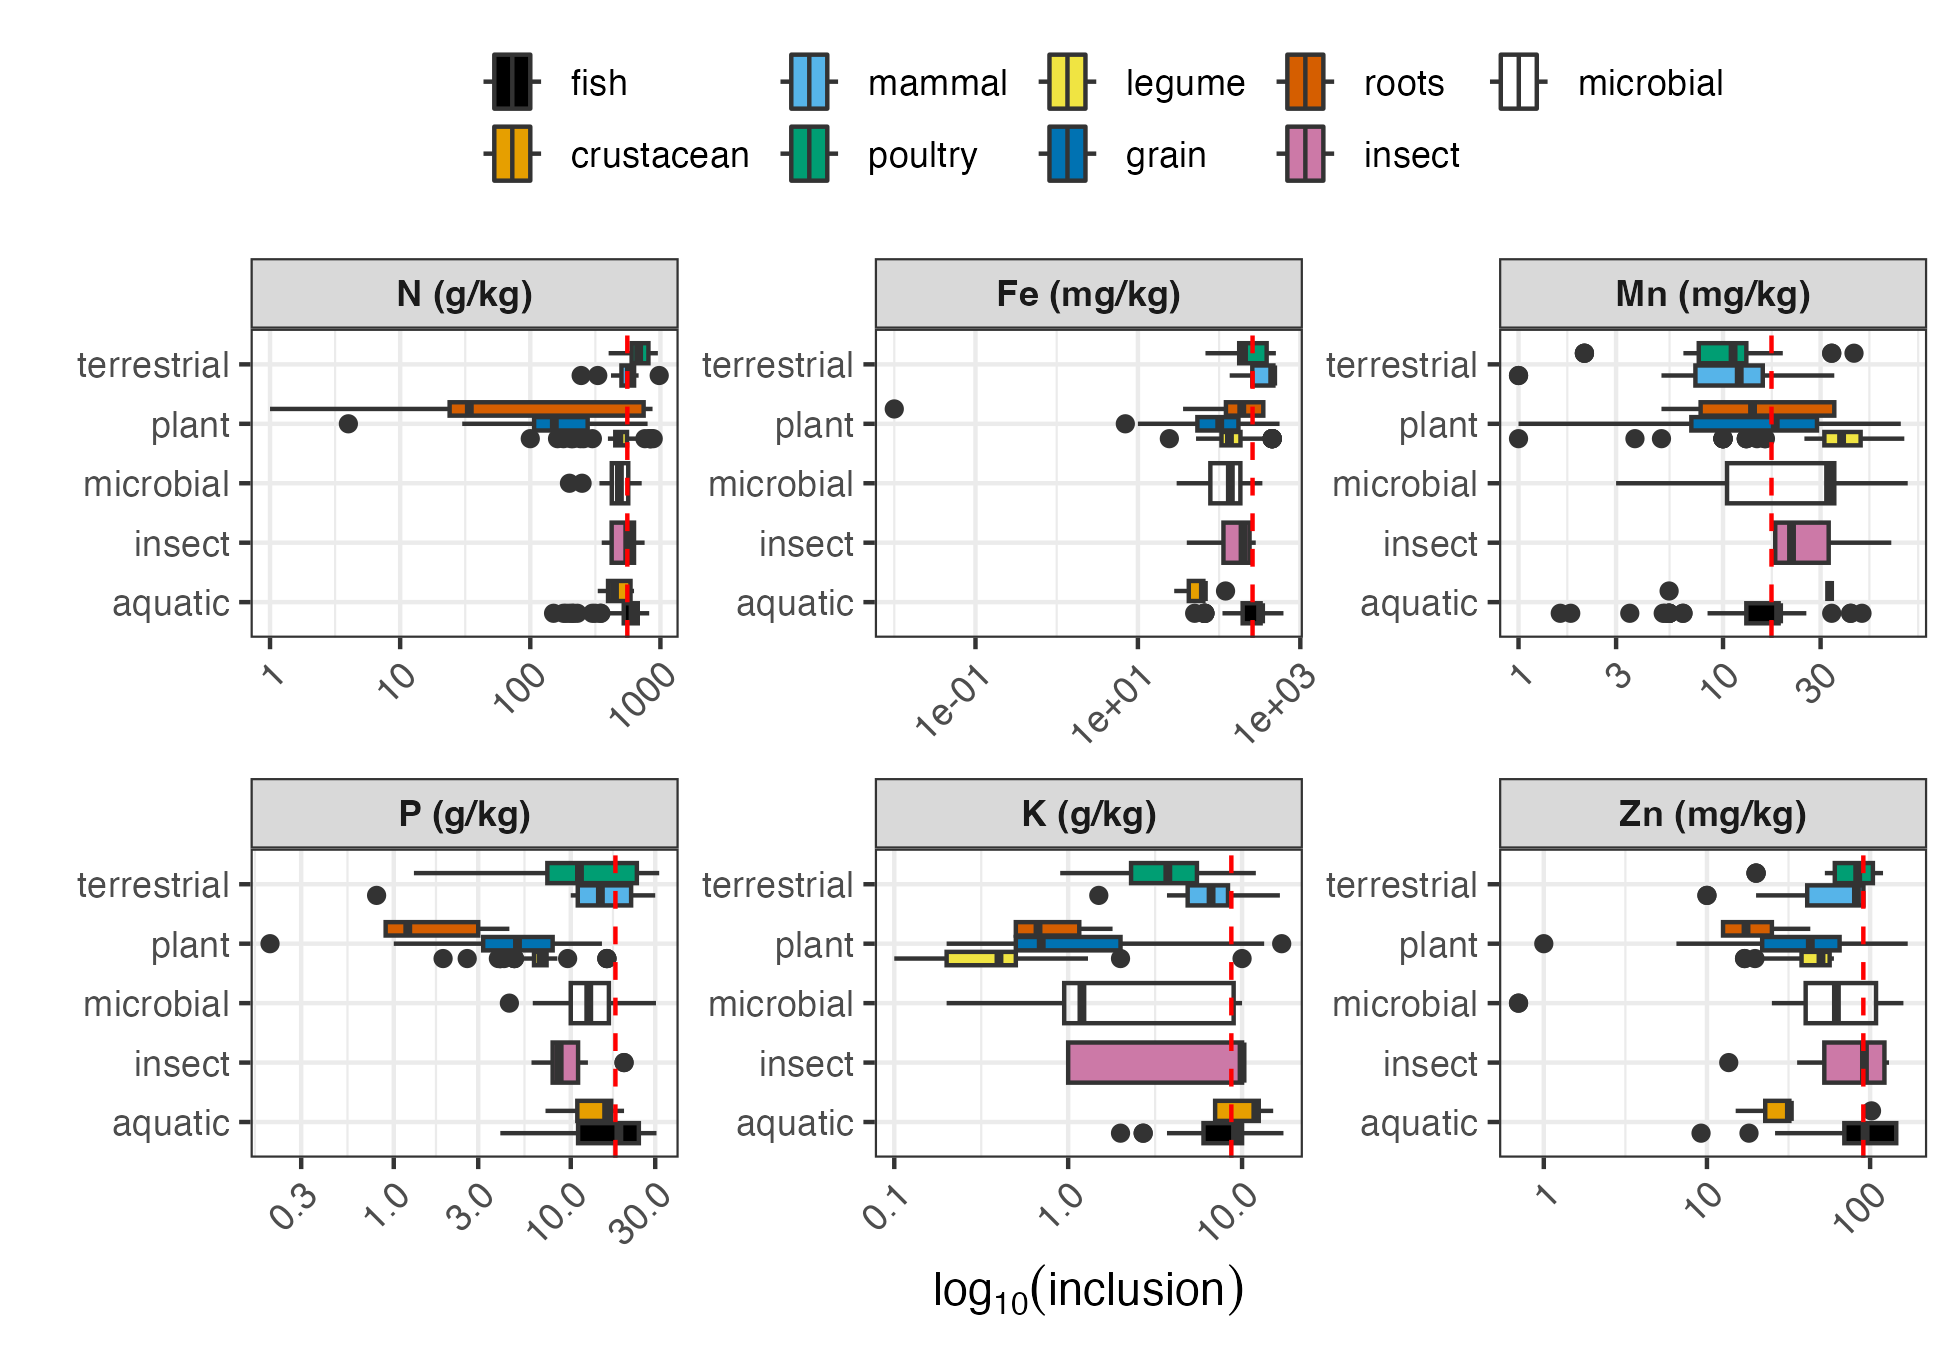 fish mammal legume roots microbial
crustacean poultry grain insect
N (g/kg) Fe (mg/kg) Mn (mg/kg)
terrestrial terrestrial terrestrial
plant plant plant
microbial microbial microbial
insect insect insect
aquatic aquatic aquatic
1 10 100 1000 1e-01 1e+01 1e+03 1 3 10 30
P (g/kg) K (g/kg) Zn (mg/kg)
terrestrial terrestrial terrestrial
plant plant plant
microbial microbial microbial
insect insect insect
aquatic aquatic aquatic
0.3 1.0 3.0 10.0 30.0 0.1 1.0 10.0 1 10 100
log₁₀(inclusion)